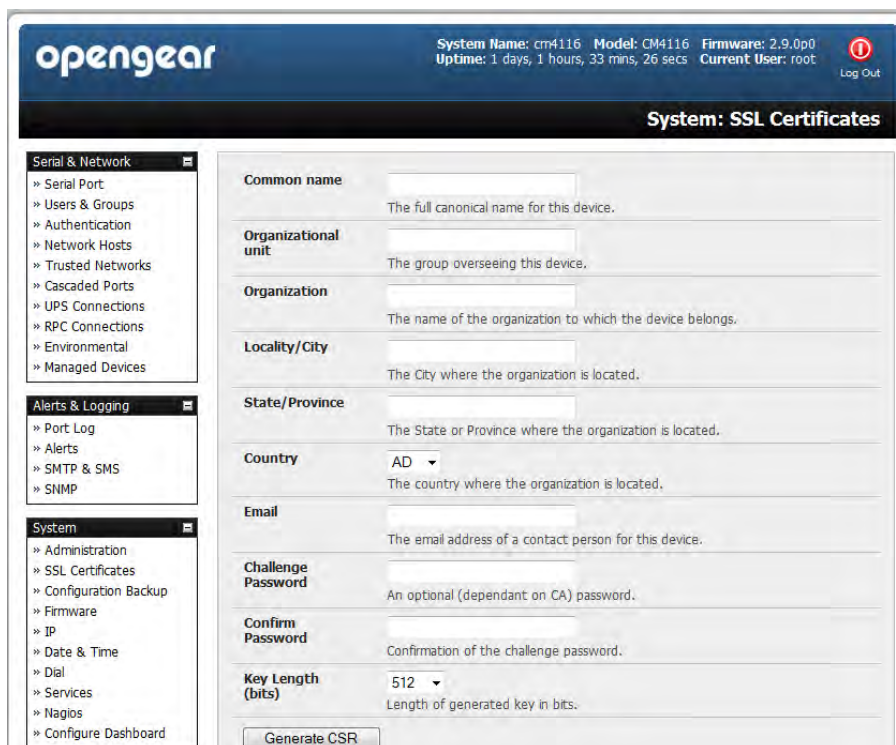 opengear
System Name: cm4116 Model: CM4116 Firmware: 2.9.0p0
Uptime: 1 days, 1 hours, 33 mins, 26 secs Current User: root
Log Out
System: SSL Certificates
Serial & Network
» Serial Port
» Users & Groups
» Authentication
» Network Hosts
» Trusted Networks
» Cascaded Ports
» UPS Connections
» RPC Connections
» Environmental
» Managed Devices
Alerts & Logging
» Port Log
» Alerts
» SMTP & SMS
» SNMP
System
» Administration
» SSL Certificates
» Configuration Backup
» Firmware
» IP
» Date & Time
» Dial
» Services
» Nagios
» Configure Dashboard
Common name
The full canonical name for this device.
Organizational
unit
The group overseeing this device.
Organization
The name of the organization to which the device belongs.
Locality/City
The City where the organization is located.
State/Province
The State or Province where the organization is located.
Country
AD
The country where the organization is located.
Email
The email address of a contact person for this device.
Challenge
Password
An optional (dependant on CA) password.
Confirm
Password
Confirmation of the challenge password.
Key Length
(bits)
512
Length of generated key in bits.
Generate CSR